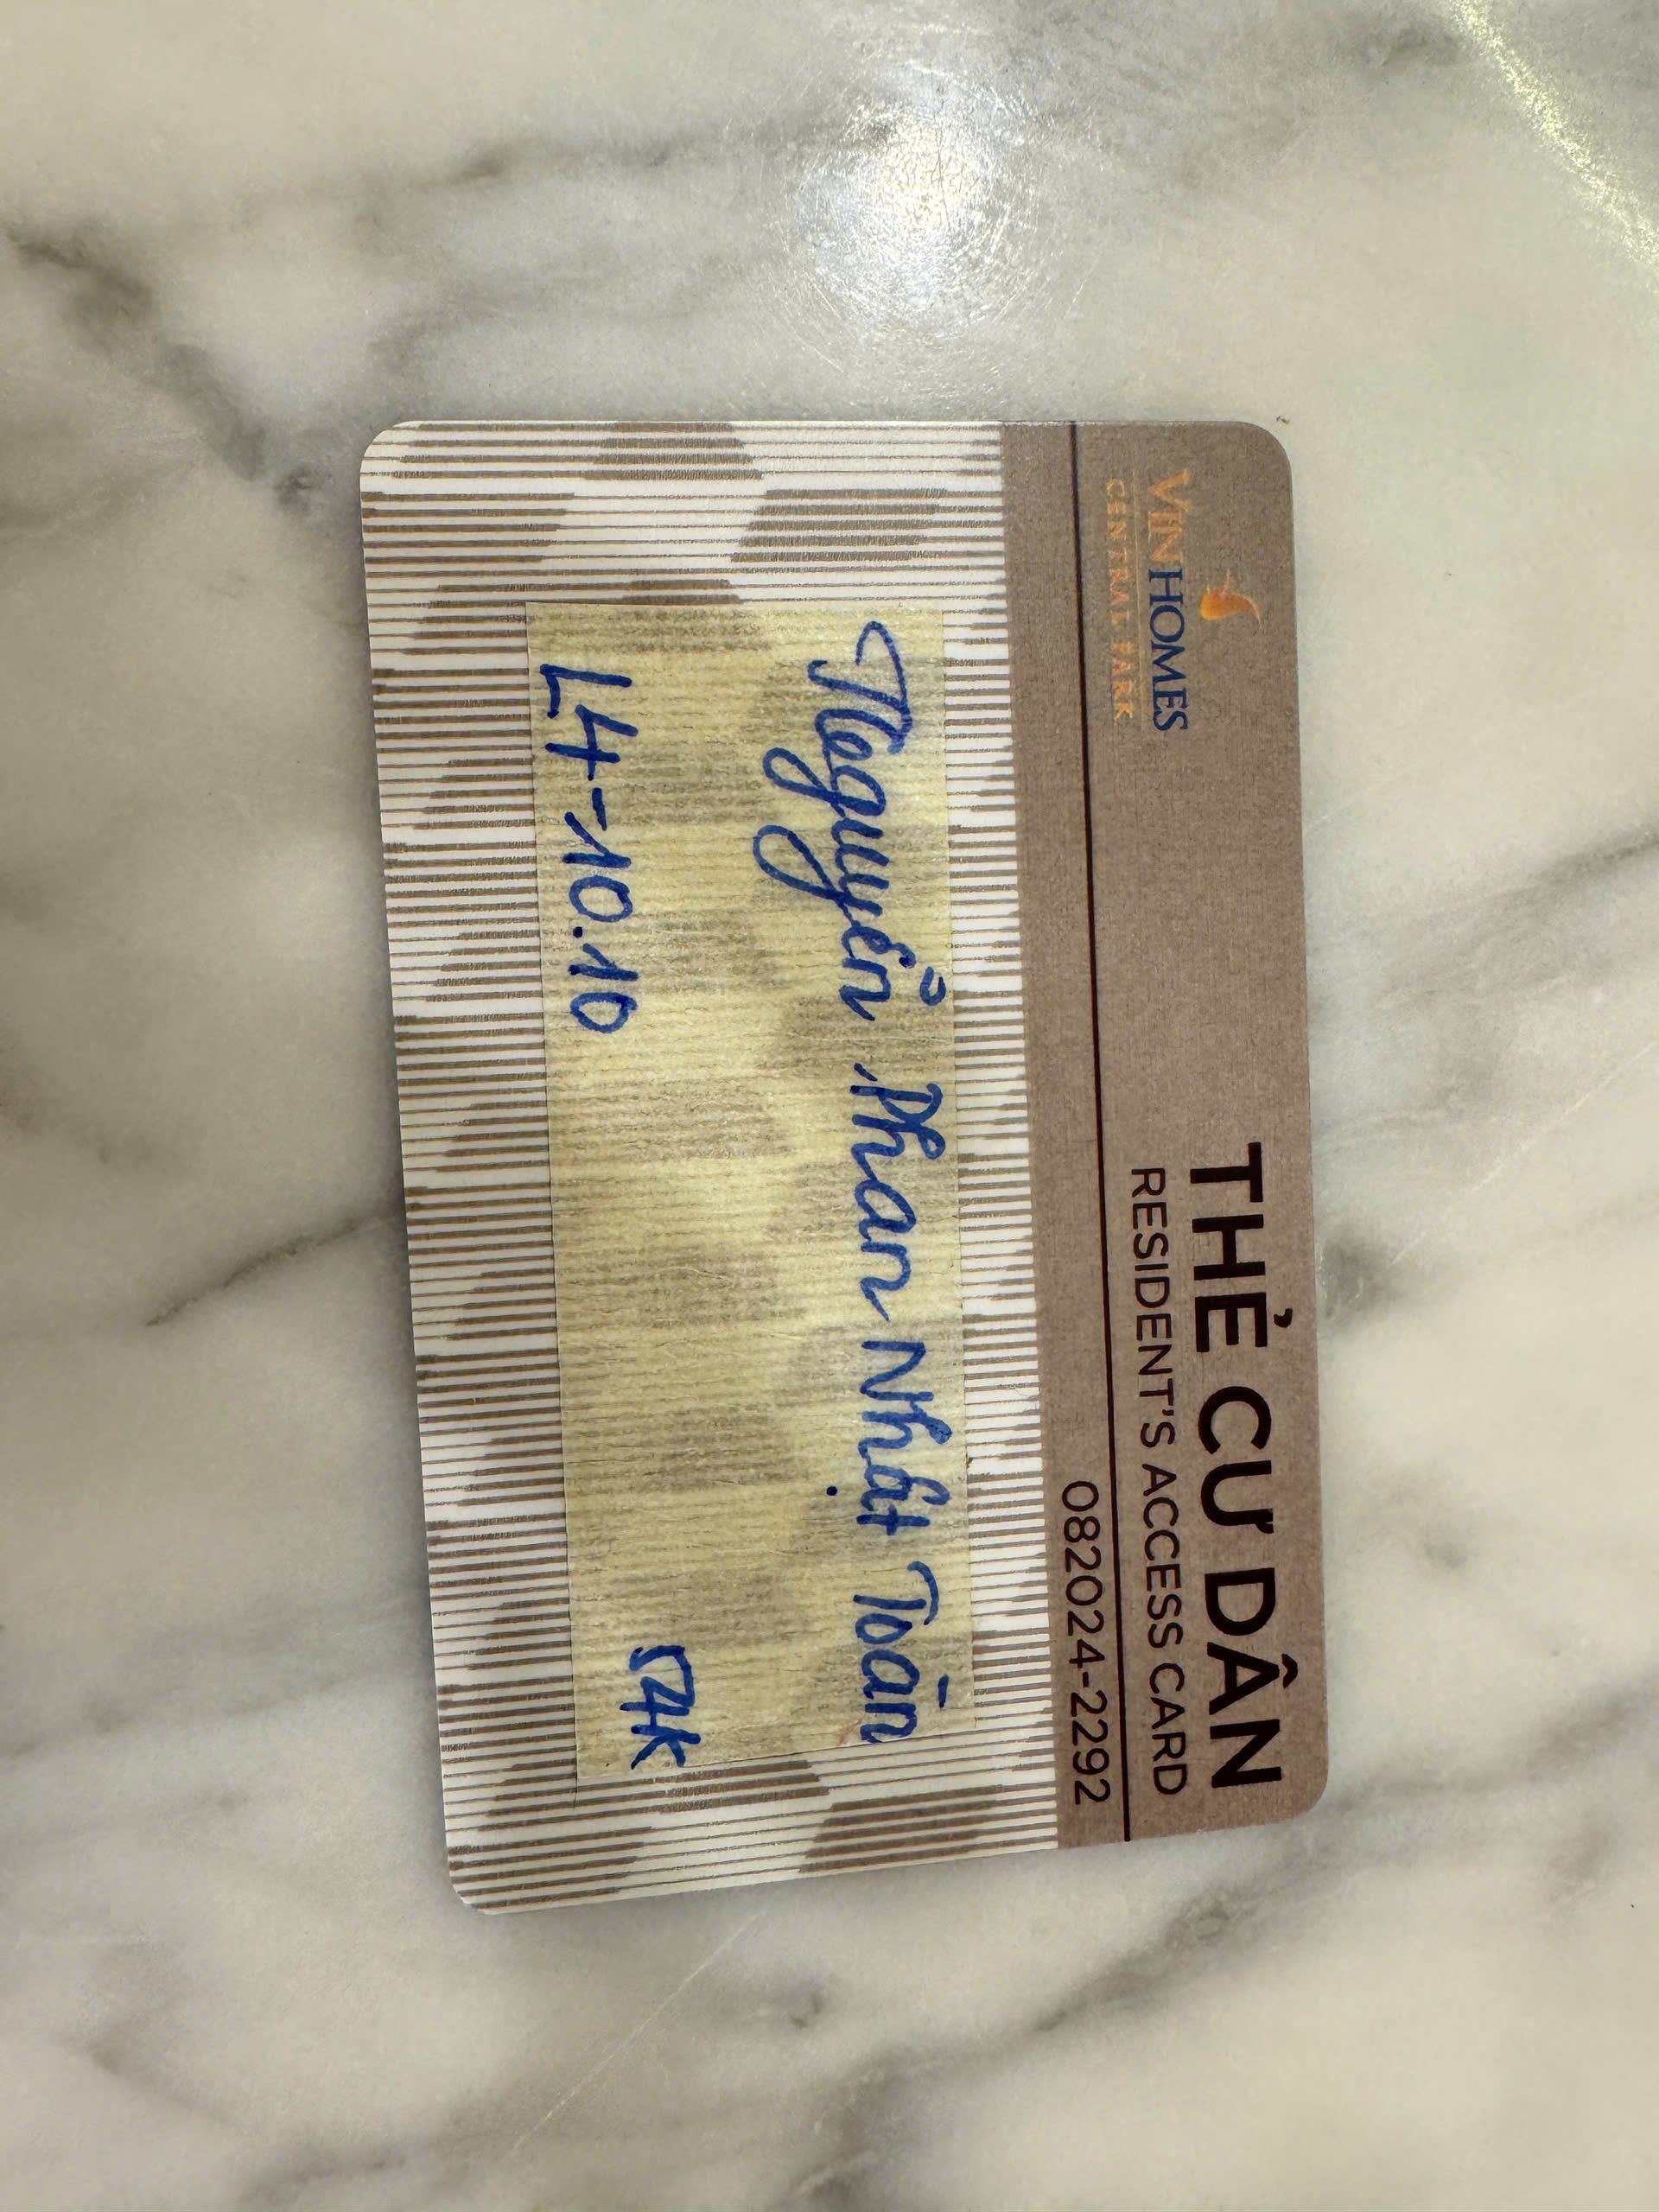 VINHOMES
CENTRAL PARK
THẺ CƯ DÂN
RESIDENT'S ACCESS CARD
082024-2292
Nguyễn Phan Nhật Toàn
L4-10.10